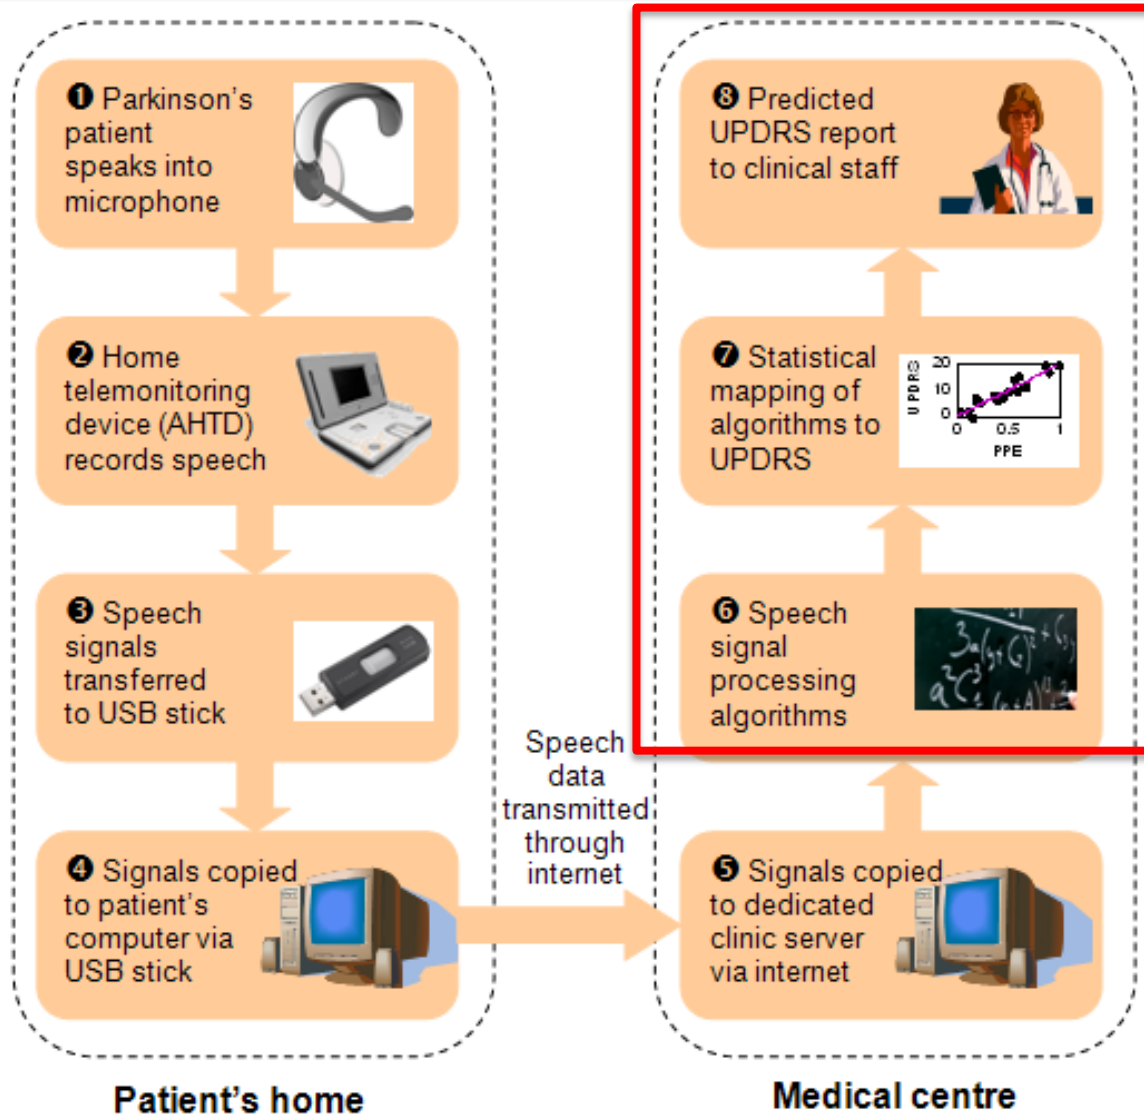 ❶ Parkinson's
patient
speaks into
microphone
❷ Home
telemonitoring
device (AHTD)
records speech
❸ Speech
signals
transferred
to USB stick
❹ Signals copied
to patient's
computer via
USB stick
Patient's home
Speech
data
transmitted
through
internet
❺ Signals copied
to dedicated
clinic server
via internet
❻ Speech
signal
processing
algorithms
❼ Statistical
mapping of
algorithms to
UPDRS
UPDRS
20
10
0
0 0.5 1
PPE
❽ Predicted
UPDRS report
to clinical staff
Medical centre